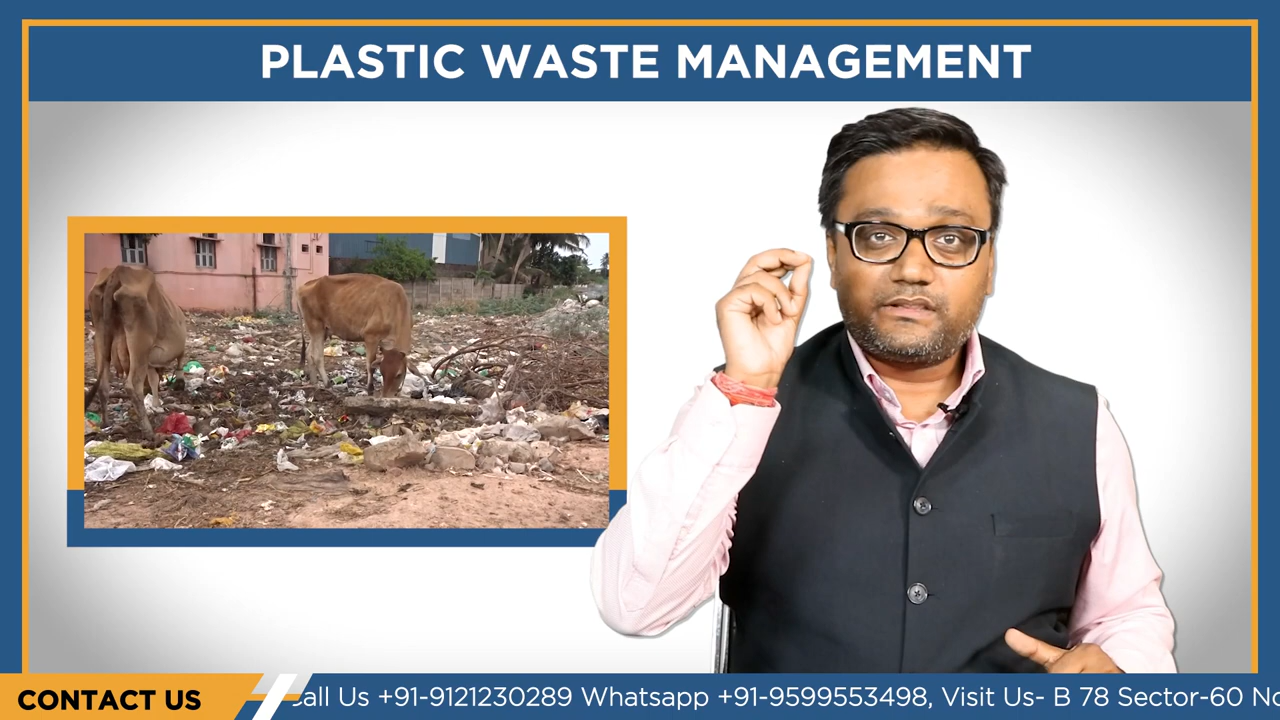 PLASTIC WASTE MANAGEMENT
CONTACT US
all Us +91-9121230289 Whatsapp +91-9599553498, Visit Us- B 78 Sector-60 No